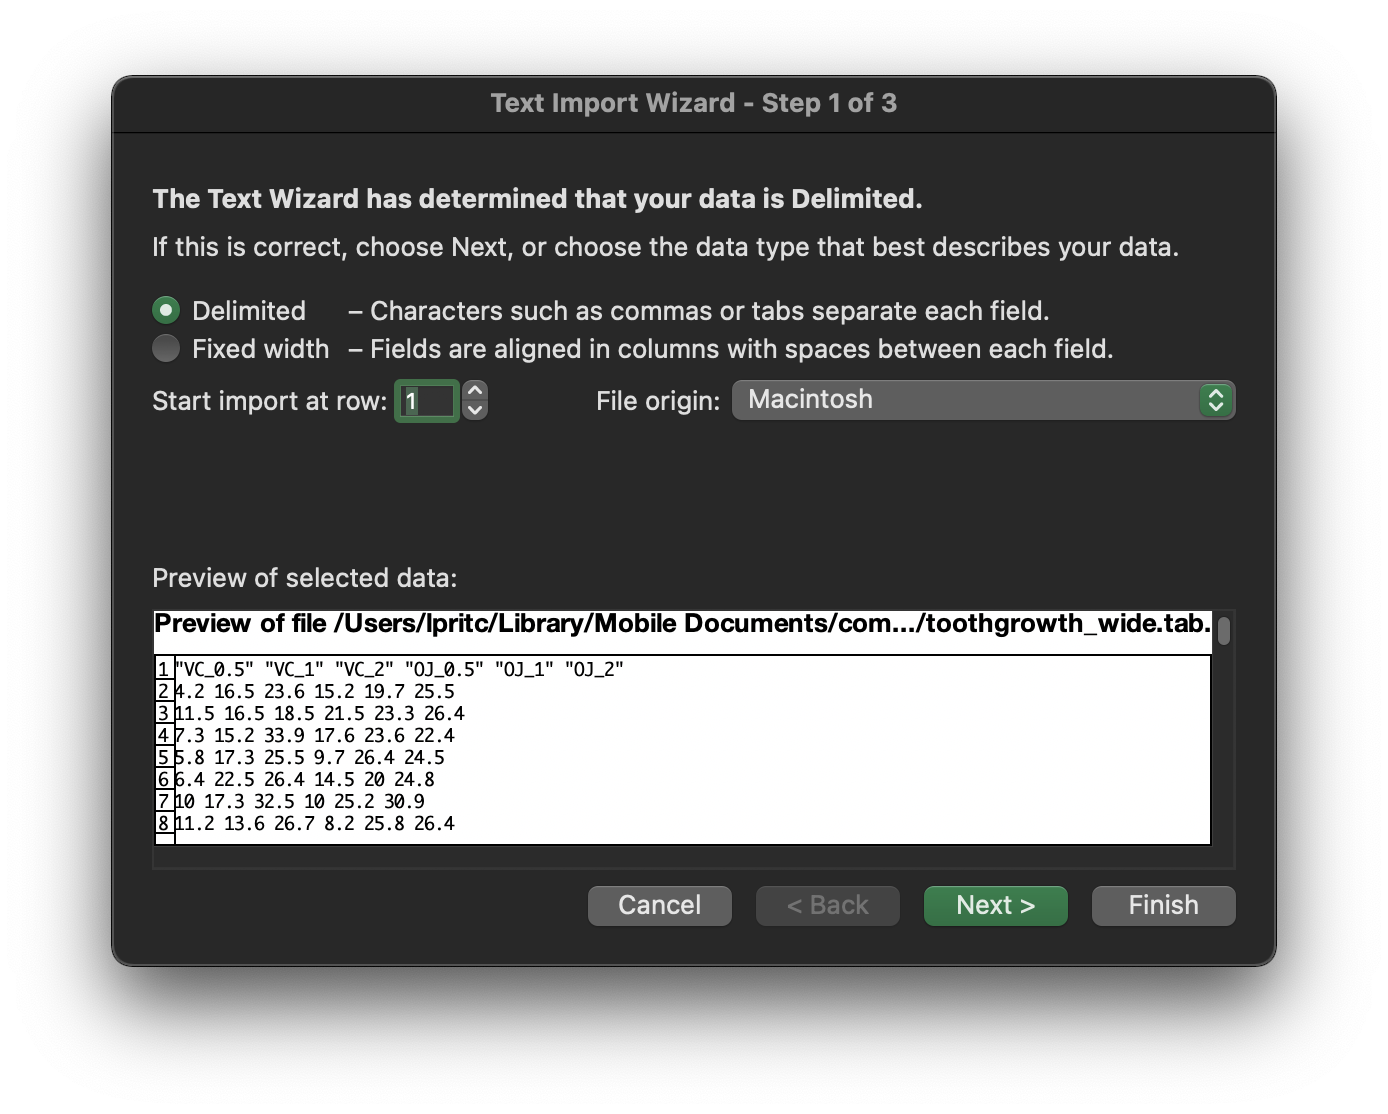 Text Import Wizard - Step 1 of 3
The Text Wizard has determined that your data is Delimited.
If this is correct, choose Next, or choose the data type that best describes your data.
Delimited – Characters such as commas or tabs separate each field.
Fixed width – Fields are aligned in columns with spaces between each field.
Start import at row: 1 File origin: Macintosh
Preview of selected data:
Preview of file /Users/lpritc/Library/Mobile Documents/com.../toothgrowth_wide.tab.
1 "VC_0.5" "VC_1" "VC_2" "OJ_0.5" "OJ_1" "OJ_2"
2 4.2 16.5 23.6 15.2 19.7 25.5
3 11.5 16.5 18.5 21.5 23.3 26.4
4 7.3 15.2 33.9 17.6 23.6 22.4
5 5.8 17.3 25.5 9.7 26.4 24.5
6 6.4 22.5 26.4 14.5 20 24.8
7 10 17.3 32.5 10 25.2 30.9
8 11.2 13.6 26.7 8.2 25.8 26.4
Cancel < Back Next > Finish